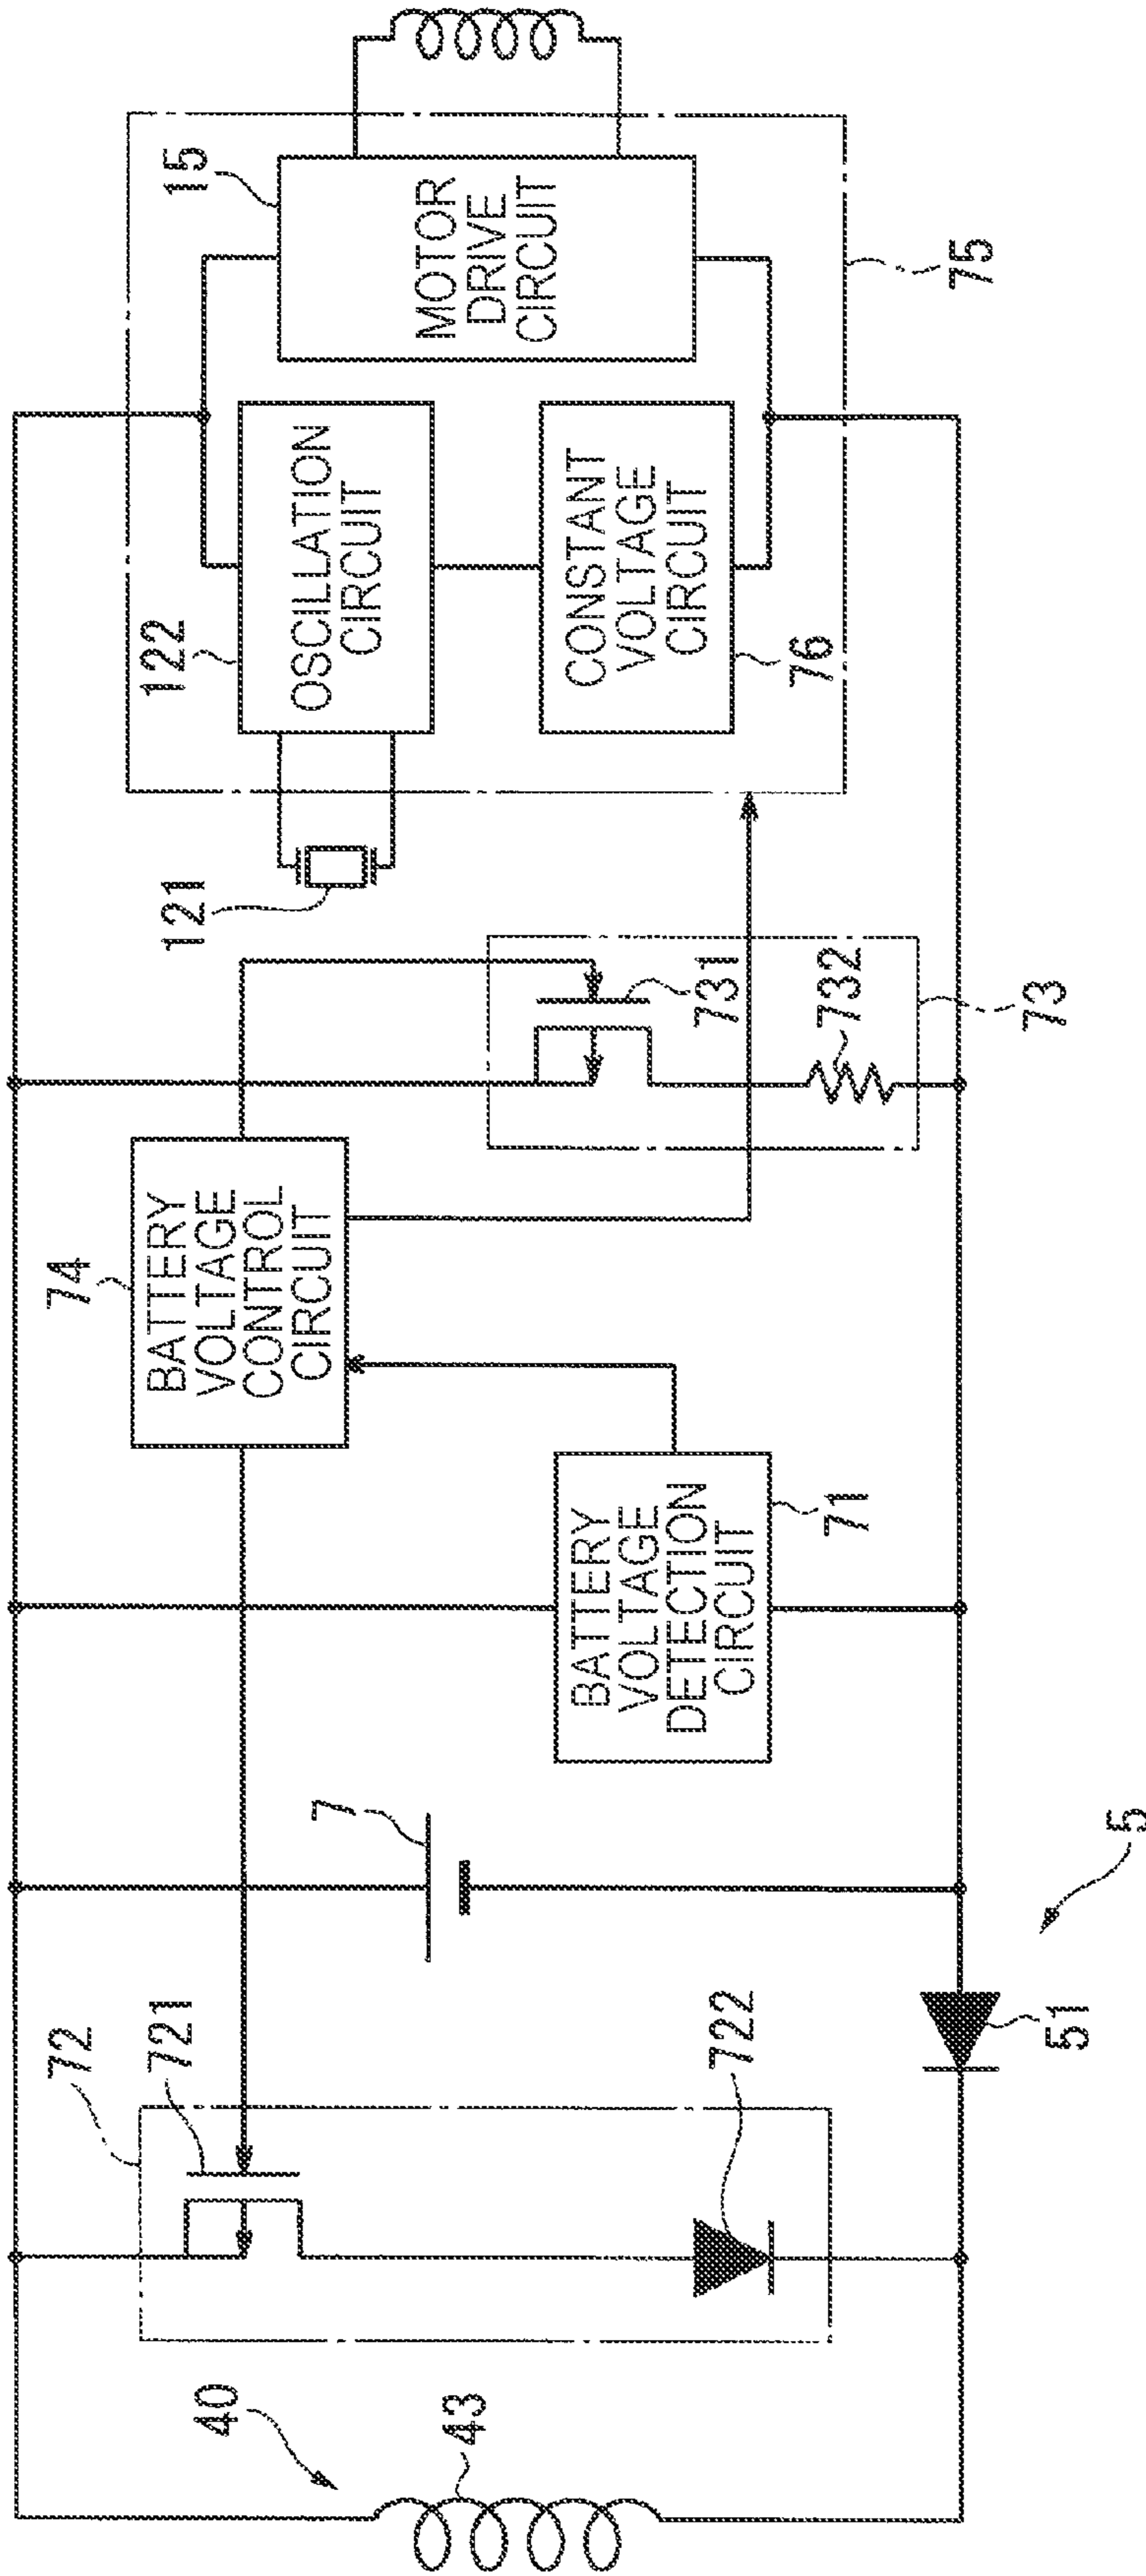 15
MOTOR
DRIVE
CIRCUIT
75
122
OSCILLATION
CIRCUIT
CONSTANT
VOLTAGE
CIRCUIT
76
121
731
732
73
74
BATTERY
VOLTAGE
CONTROL
CIRCUIT
BATTERY
VOLTAGE
DETECTION
CIRCUIT
71
7
5
51
72
721
722
40
43